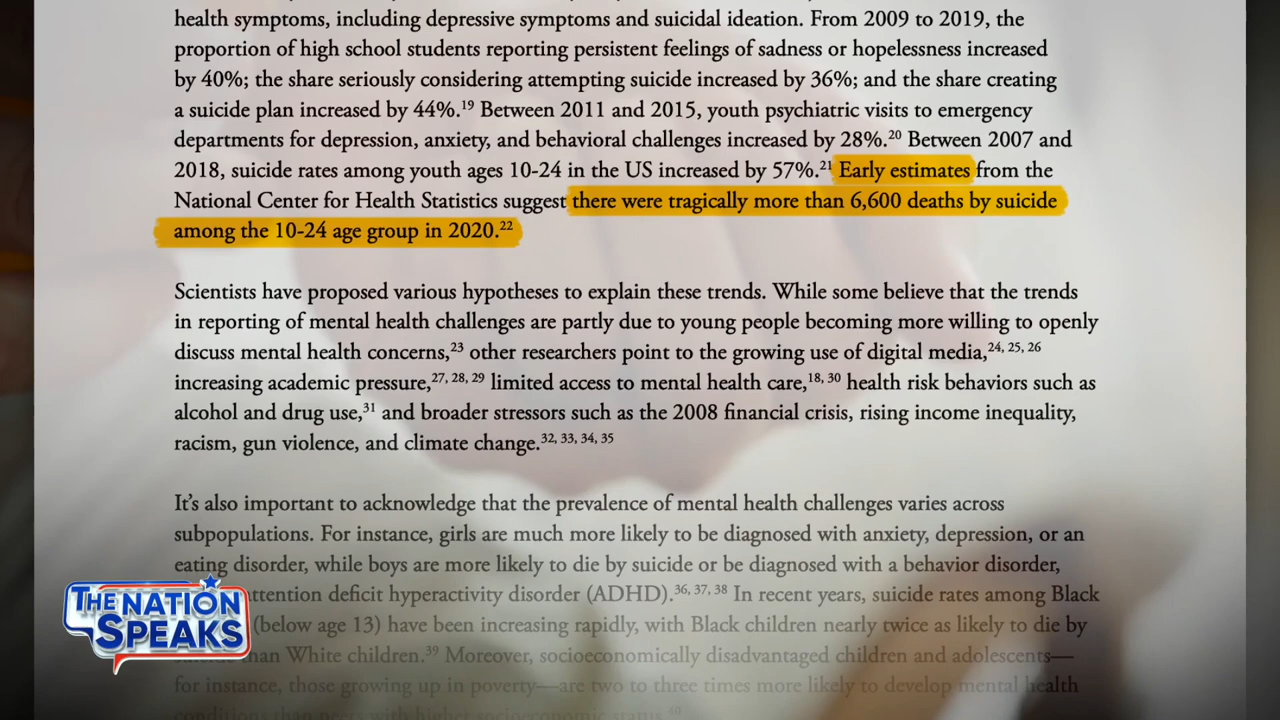 health symptoms, including depressive symptoms and suicidal ideation. From 2009 to 2019, the
proportion of high school students reporting persistent feelings of sadness or hopelessness increased
by 40%; the share seriously considering attempting suicide increased by 36%; and the share creating
a suicide plan increased by 44%.19 Between 2011 and 2015, youth psychiatric visits to emergency
departments for depression, anxiety, and behavioral challenges increased by 28%.20 Between 2007 and
2018, suicide rates among youth ages 10-24 in the US increased by 57%.21 Early estimates from the
National Center for Health Statistics suggest there were tragically more than 6,600 deaths by suicide
among the 10-24 age group in 2020.22
Scientists have proposed various hypotheses to explain these trends. While some believe that the trends
in reporting of mental health challenges are partly due to young people becoming more willing to openly
discuss mental health concerns,23 other researchers point to the growing use of digital media,24, 25, 26
increasing academic pressure,27, 28, 29 limited access to mental health care,18, 30 health risk behaviors such as
alcohol and drug use,31 and broader stressors such as the 2008 financial crisis, rising income inequality,
racism, gun violence, and climate change.32, 33, 34, 35
It's also important to acknowledge that the prevalence of mental health challenges varies across
subpopulations. For instance, girls are much more likely to be diagnosed with anxiety, depression, or an
eating disorder, while boys are more likely to die by suicide or be diagnosed with a behavior disorder,
attention deficit hyperactivity disorder (ADHD).36, 37, 38 In recent years, suicide rates among Black
(below age 13) have been increasing rapidly, with Black children nearly twice as likely to die by
than White children.39 Moreover, socioeconomically disadvantaged children and adolescents—
for instance, those growing up in poverty—are two to three times more likely to develop mental health
conditions than peers with higher socioeconomic status.40
THE NATION
SPEAKS